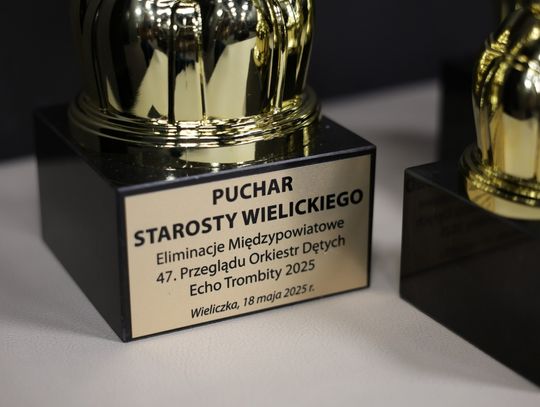 PUCHAR
STAROSTY WIELICKIEGO
Eliminacje Międzypowiatowe
47. Przeglądu Orkiestr Dętych
Echo Trombity 2025
Wieliczka, 18 maja 2025 r.